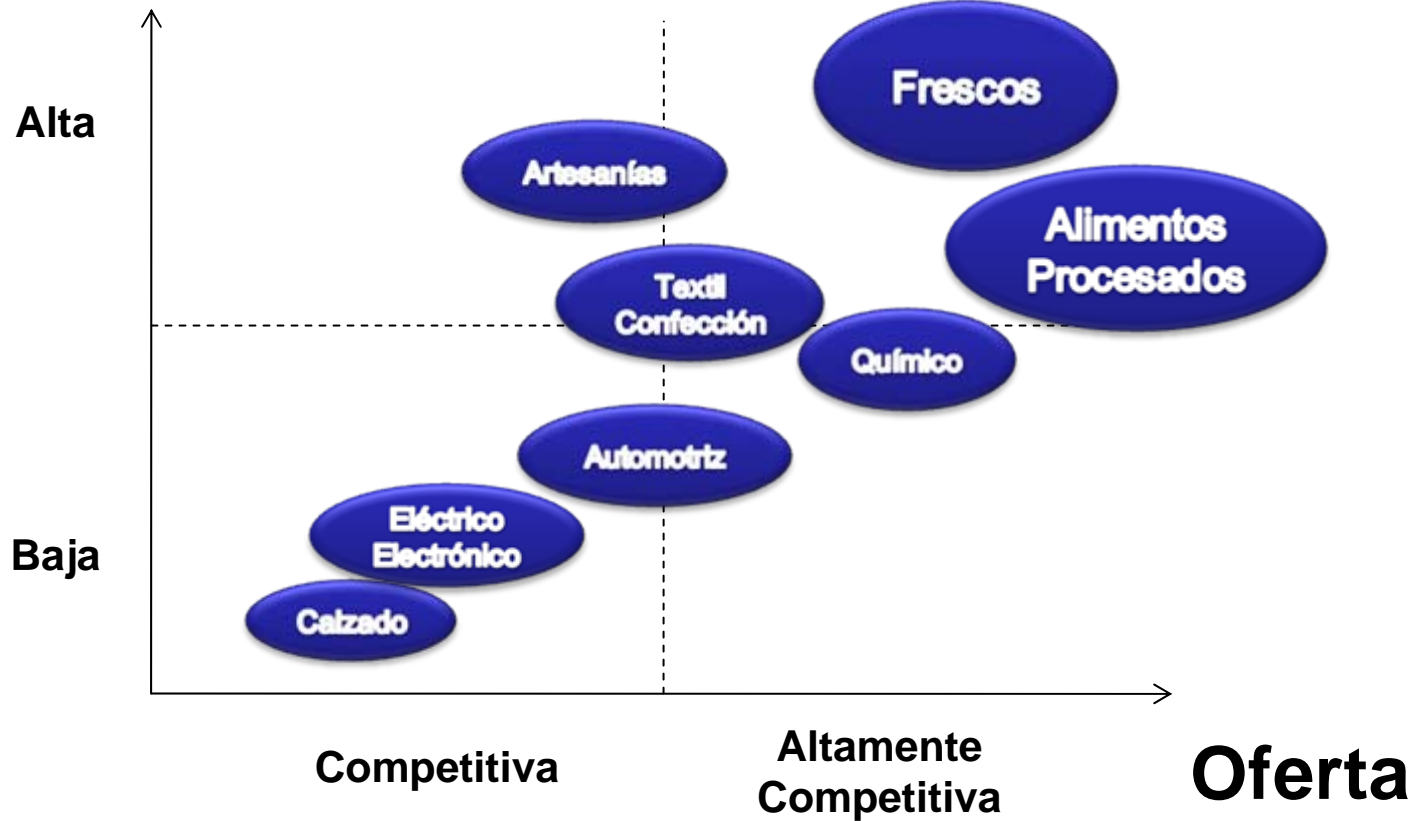 Frescos
Alta
Artesanías
Alimentos
Procesados
Textil
Confección
Químico
Automotriz
Eléctrico
Electrónico
Baja
Calzado
Competitiva
Altamente
Competitiva
Oferta